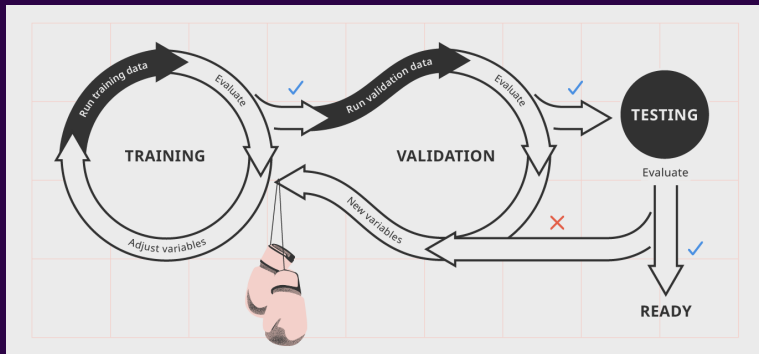 Run training data
Evaluate
TRAINING
Adjust variables
Run validation data
Evaluate
VALIDATION
New variables
TESTING
Evaluate
READY